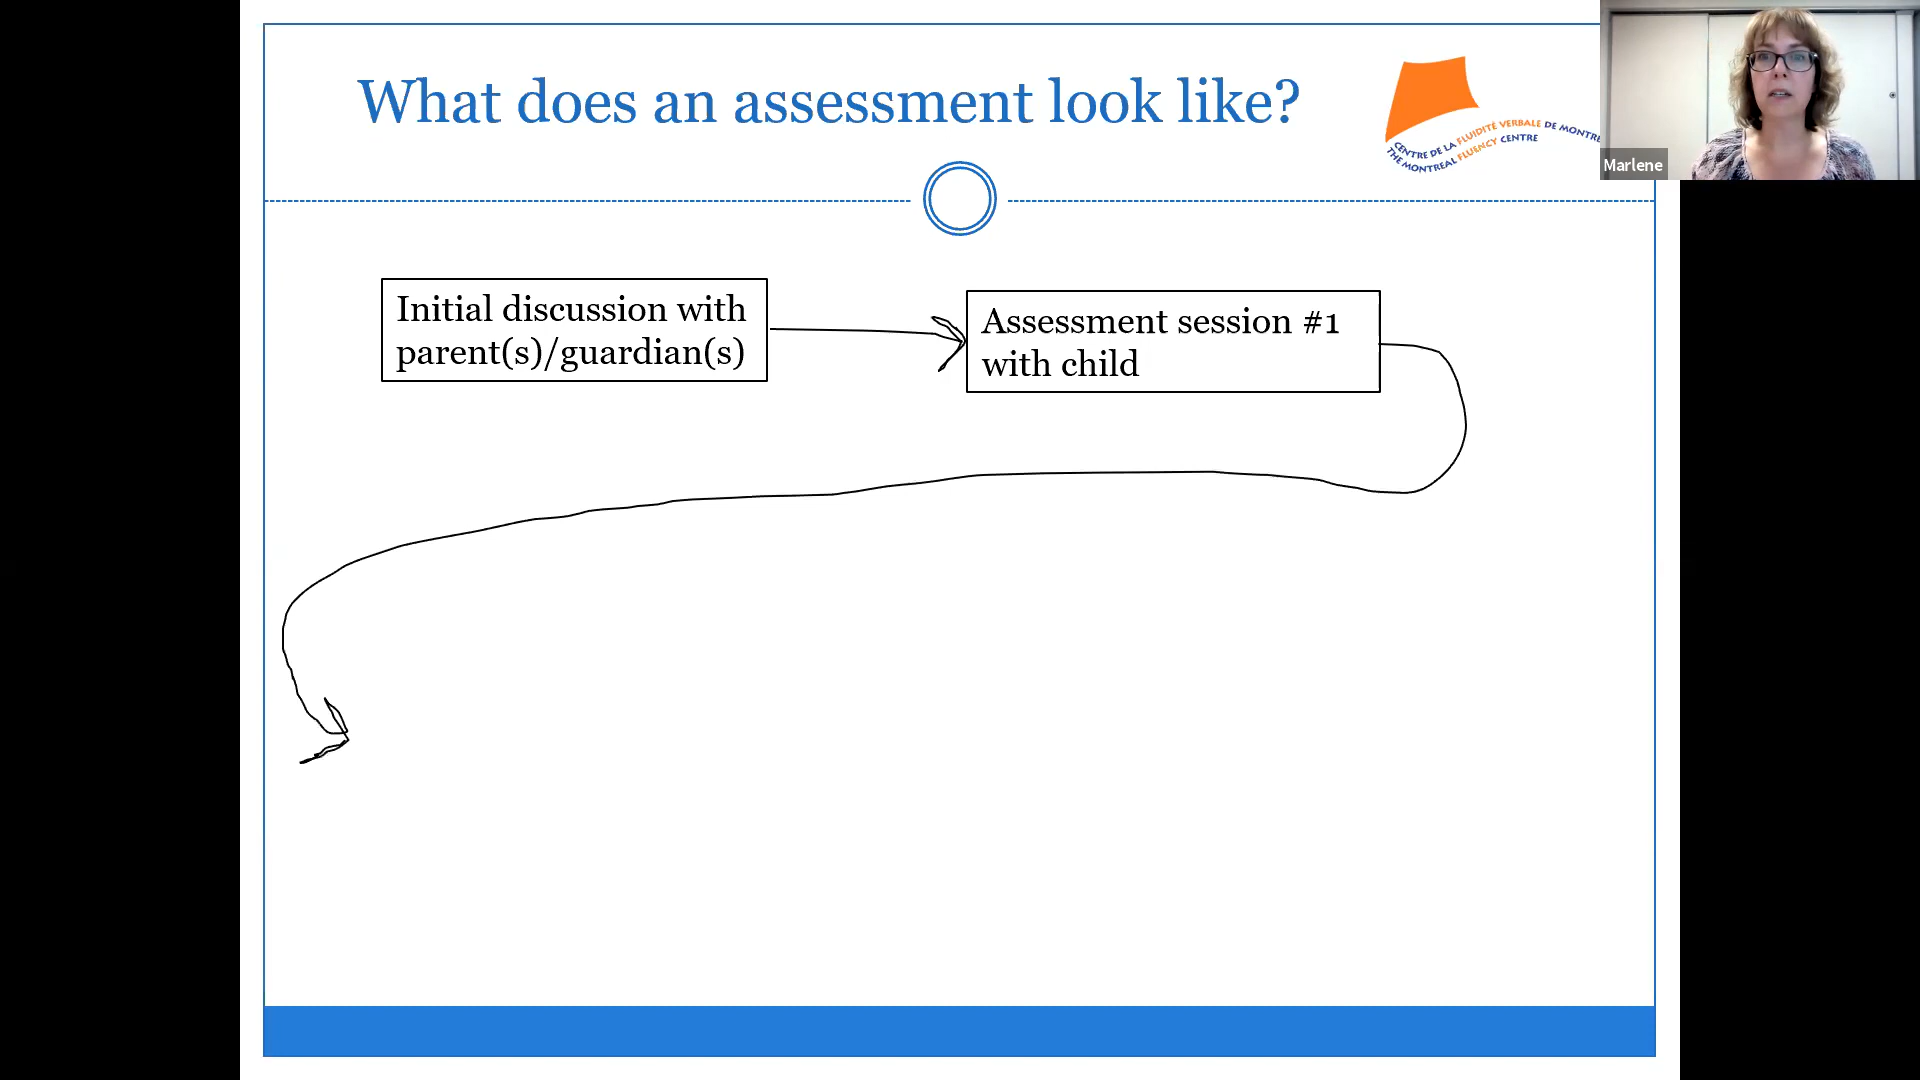 What does an assessment look like?
CENTRE DE LA FLUIDITÉ VERBALE DE MONTRE
THE MONTREAL FLUENCY CENTRE
Marlene
Initial discussion with
parent(s)/guardian(s)
Assessment session #1
with child